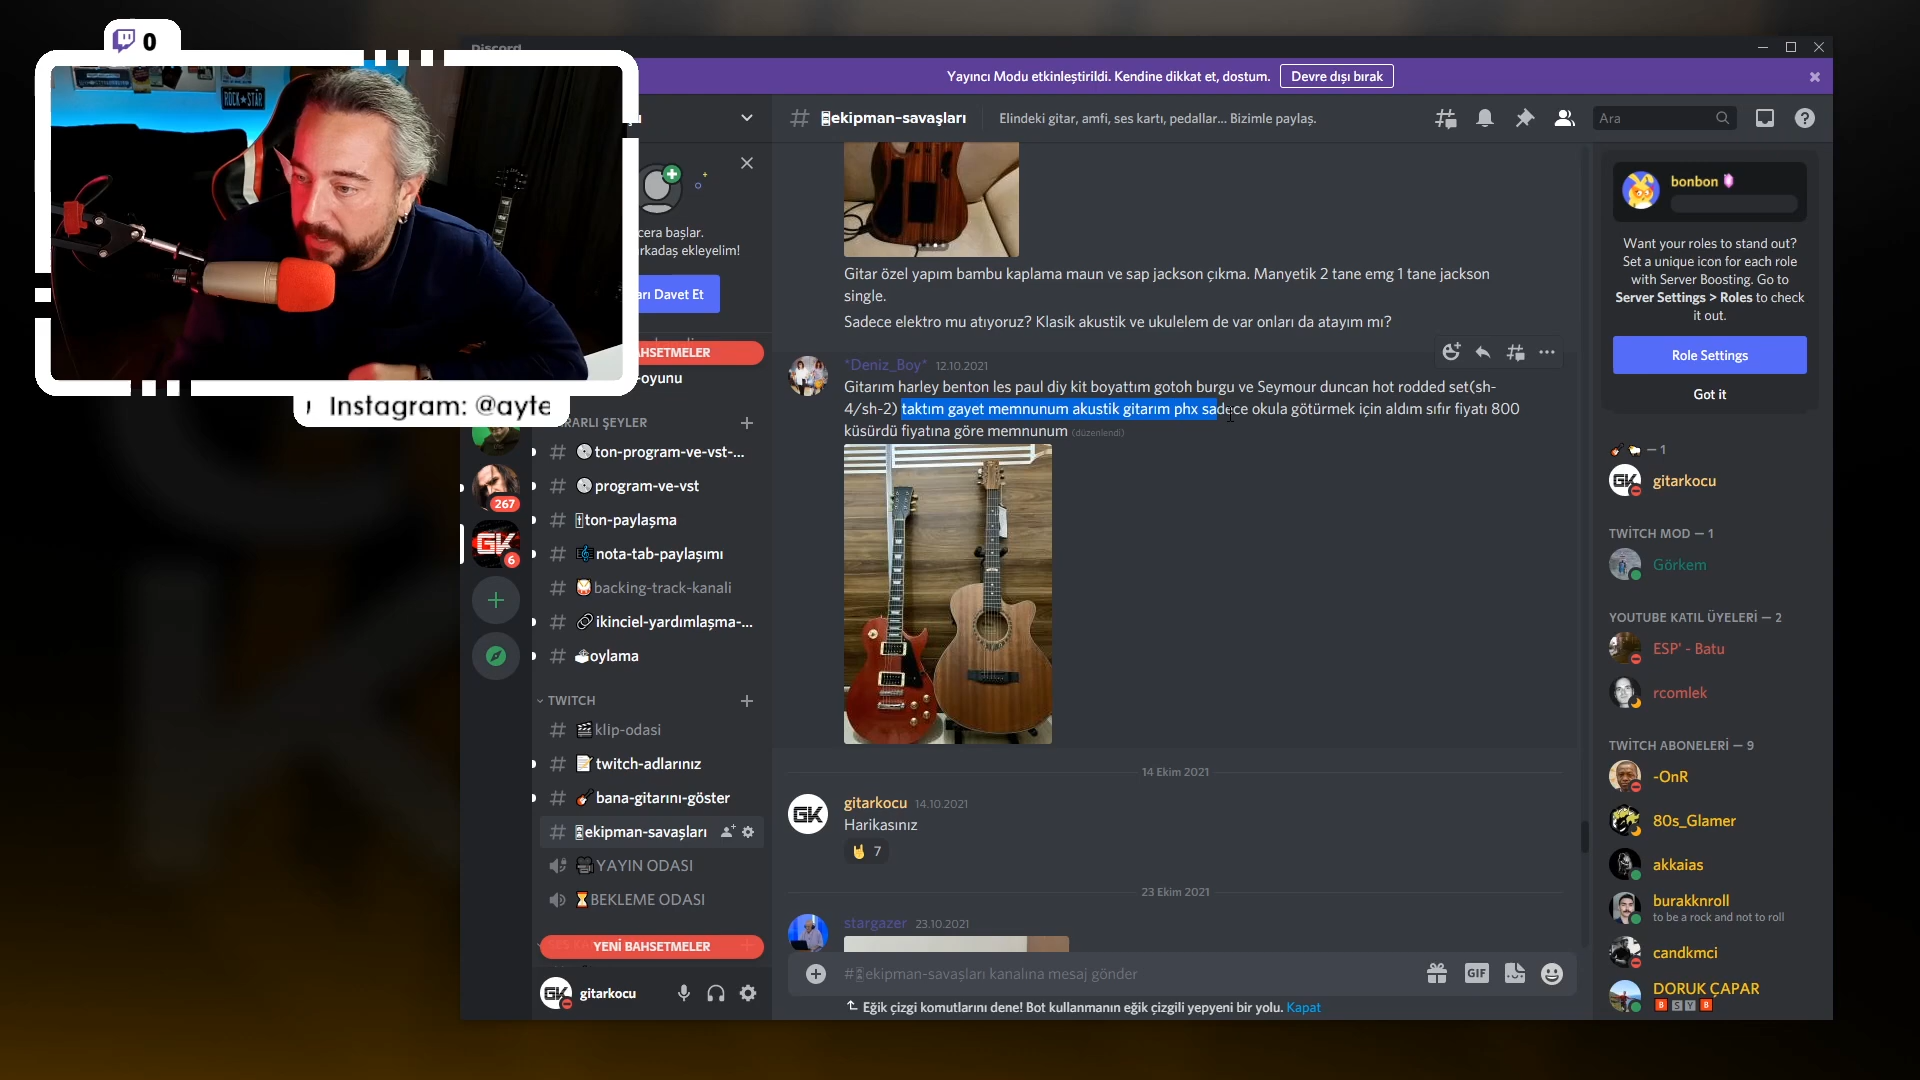 0
Discord
ROCK★STAR
Instagram: @ayte
Yayıncı Modu etkinleştirildi. Kendine dikkat et, dostum.
Devre dışı bırak
ekipman-savaşları
Elindeki gitar, amfi, ses kartı, pedallar... Bizimle paylaş.
Ara
cera başlar.
rkadaş ekleyelim!
arı Davet Et
AHSETMELER
oyunu
RARLI ŞEYLER
ton-program-ve-vst-...
program-ve-vst
ton-paylaşma
nota-tab-paylaşımı
backing-track-kanali
ikinciel-yardımlaşma-...
oylama
TWITCH
klip-odasi
twitch-adlarınız
bana-gitarını-göster
ekipman-savaşları
YAYIN ODASI
BEKLEME ODASI
YENİ BAHSETMELER
gitarkocu
267
GK
6
Gitar özel yapım bambu kaplama maun ve sap jackson çıkma. Manyetik 2 tane emg 1 tane jackson
single.
Sadece elektro mu atıyoruz? Klasik akustik ve ukulelem de var onları da atayım mı?
*Deniz_Boy* 12.10.2021
Gitarım harley benton les paul diy kit boyattım gotoh burgu ve Seymour duncan hot rodded set(sh-
4/sh-2) taktım gayet memnunum akustik gitarım phx sadece okula götürmek için aldım sıfır fiyatı 800
küsürdü fiyatına göre memnunum (düzenlendi)
14 Ekim 2021
GK
gitarkocu 14.10.2021
Harikasınız
7
23 Ekim 2021
stargazer 23.10.2021
#ekipman-savaşları kanalına mesaj gönder
GIF
Eğik çizgi komutlarını dene! Bot kullanmanın eğik çizgili yepyeni bir yolu. Kapat
bonbon
Want your roles to stand out?
Set a unique icon for each role
with Server Boosting. Go to
Server Settings > Roles to check
it out.
Role Settings
Got it
— 1
GK
gitarkocu
TWİTCH MOD — 1
Görkem
YOUTUBE KATIL ÜYELERİ — 2
ESP' - Batu
rcomlek
TWİTCH ABONELERİ — 9
-OnR
80s_Glamer
akkaias
burakknroll
to be a rock and not to roll
candkmci
DORUK ÇAPAR
B S Y B